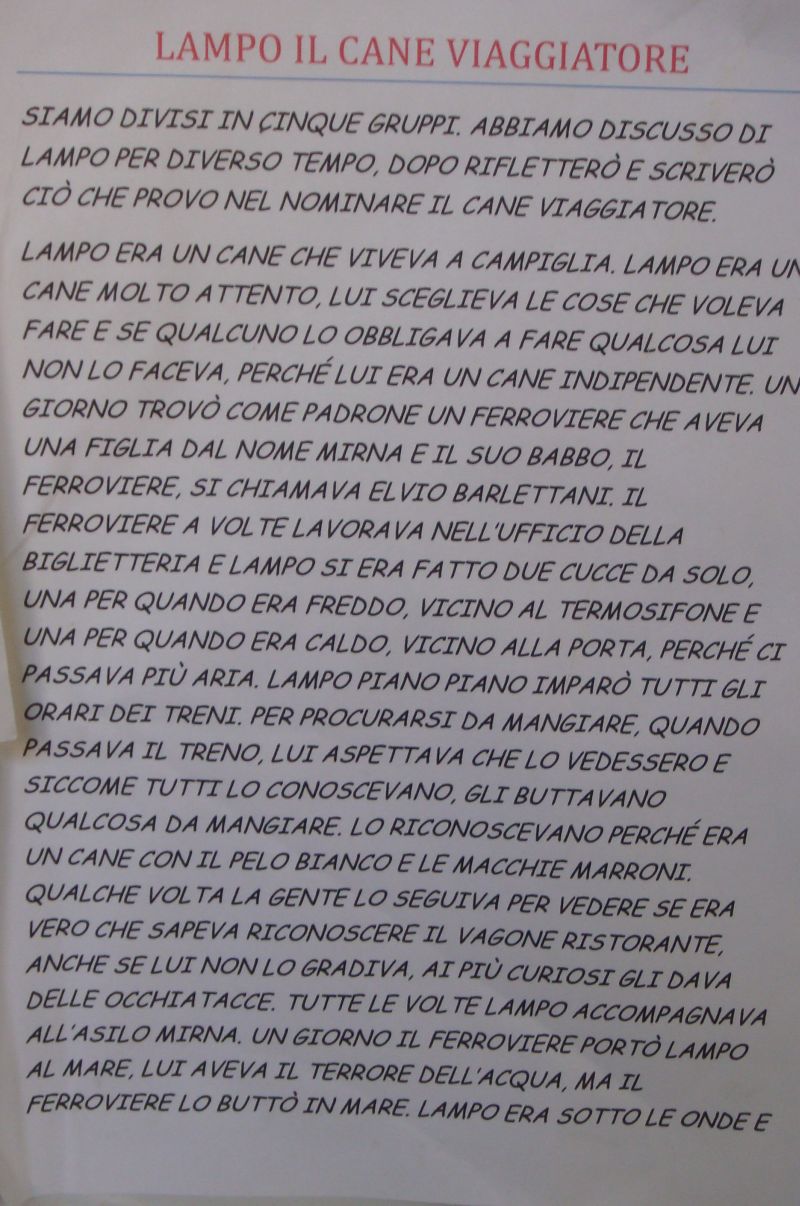 LAMPO IL CANE VIAGGIATORE
SIAMO DIVISI IN CINQUE GRUPPI. ABBIAMO DISCUSSO DI
LAMPO PER DIVERSO TEMPO, DOPO RIFLETTERÒ E SCRIVERÒ
CIÒ CHE PROVO NEL NOMINARE IL CANE VIAGGIATORE.
LAMPO ERA UN CANE CHE VIVEVA A CAMPIGLIA. LAMPO ERA UN
CANE MOLTO ATTENTO, LUI SCEGLIEVA LE COSE CHE VOLEVA
FARE E SE QUALCUNO LO OBBLIGAVA A FARE QUALCOSA LUI
NON LO FACEVA, PERCHÉ LUI ERA UN CANE INDIPENDENTE. UN
GIORNO TROVÒ COME PADRONE UN FERROVIERE CHE AVEVA
UNA FIGLIA DAL NOME MIRNA E IL SUO BABBO, IL
FERROVIERE, SI CHIAMAVA ELVIO BARLETTANI. IL
FERROVIERE A VOLTE LAVORAVA NELL'UFFICIO DELLA
BIGLIETTERIA E LAMPO SI ERA FATTO DUE CUCCE DA SOLO,
UNA PER QUANDO ERA FREDDO, VICINO AL TERMOSIFONE E
UNA PER QUANDO ERA CALDO, VICINO ALLA PORTA, PERCHÉ CI
PASSAVA PIÙ ARIA. LAMPO PIANO PIANO IMPARÒ TUTTI GLI
ORARI DEI TRENI. PER PROCURARSI DA MANGIARE, QUANDO
PASSAVA IL TRENO, LUI ASPETTAVA CHE LO VEDESSERO E
SICCOME TUTTI LO CONOSCEVANO, GLI BUTTAVANO
QUALCOSA DA MANGIARE. LO RICONOSCEVANO PERCHÉ ERA
UN CANE CON IL PELO BIANCO E LE MACCHIE MARRONI.
QUALCHE VOLTA LA GENTE LO SEGUIVA PER VEDERE SE ERA
VERO CHE SAPEVA RICONOSCERE IL VAGONE RISTORANTE,
ANCHE SE LUI NON LO GRADIVA, AI PIÙ CURIOSI GLI DAVA
DELLE OCCHIATACCE. TUTTE LE VOLTE LAMPO ACCOMPAGNAVA
ALL'ASILO MIRNA. UN GIORNO IL FERROVIERE PORTÒ LAMPO
AL MARE, LUI AVEVA IL TERRORE DELL'ACQUA, MA IL
FERROVIERE LO BUTTÒ IN MARE. LAMPO ERA SOTTO LE ONDE E